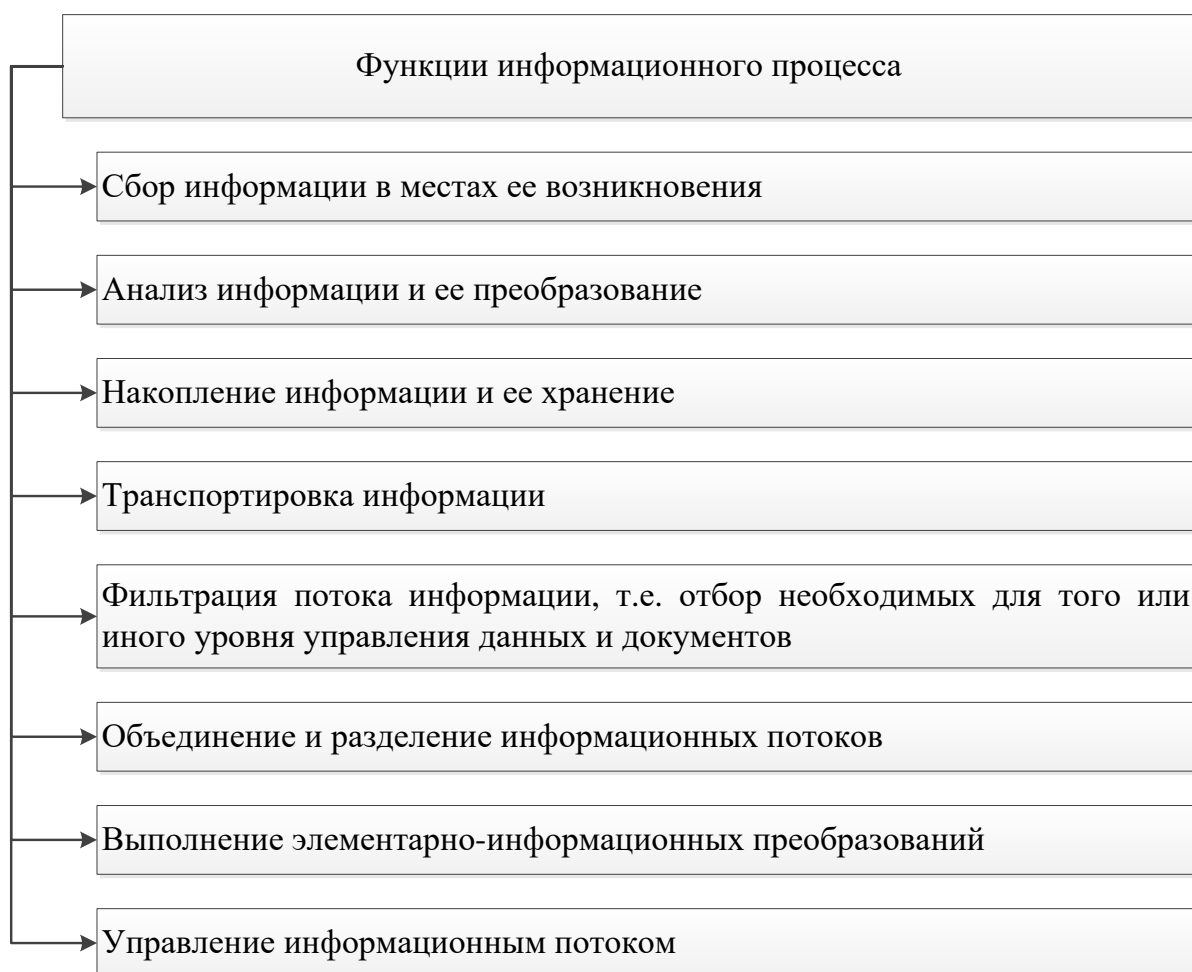 Функции информационного процесса
Сбор информации в местах ее возникновения
Анализ информации и ее преобразование
Накопление информации и ее хранение
Транспортировка информации
Фильтрация потока информации, т.е. отбор необходимых для того или
иного уровня управления данных и документов
Объединение и разделение информационных потоков
Выполнение элементарно-информационных преобразований
Управление информационным потоком